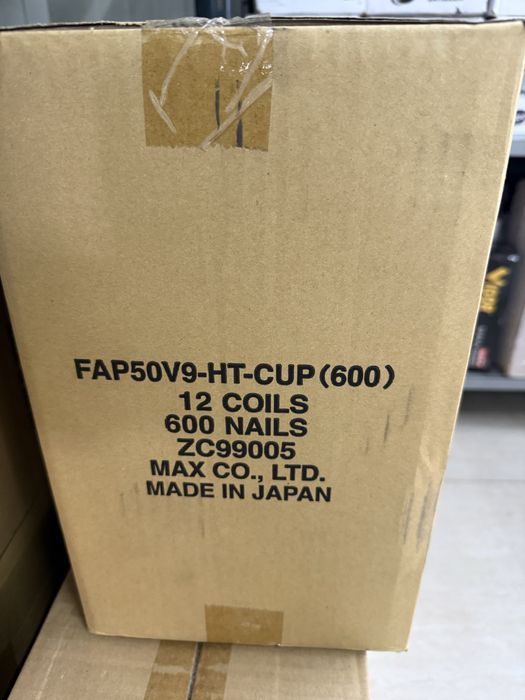 FAP50V9-HT-CUP(600)
12 COILS
600 NAILS
ZC99005
MAX CO., LTD.
MADE IN JAPAN